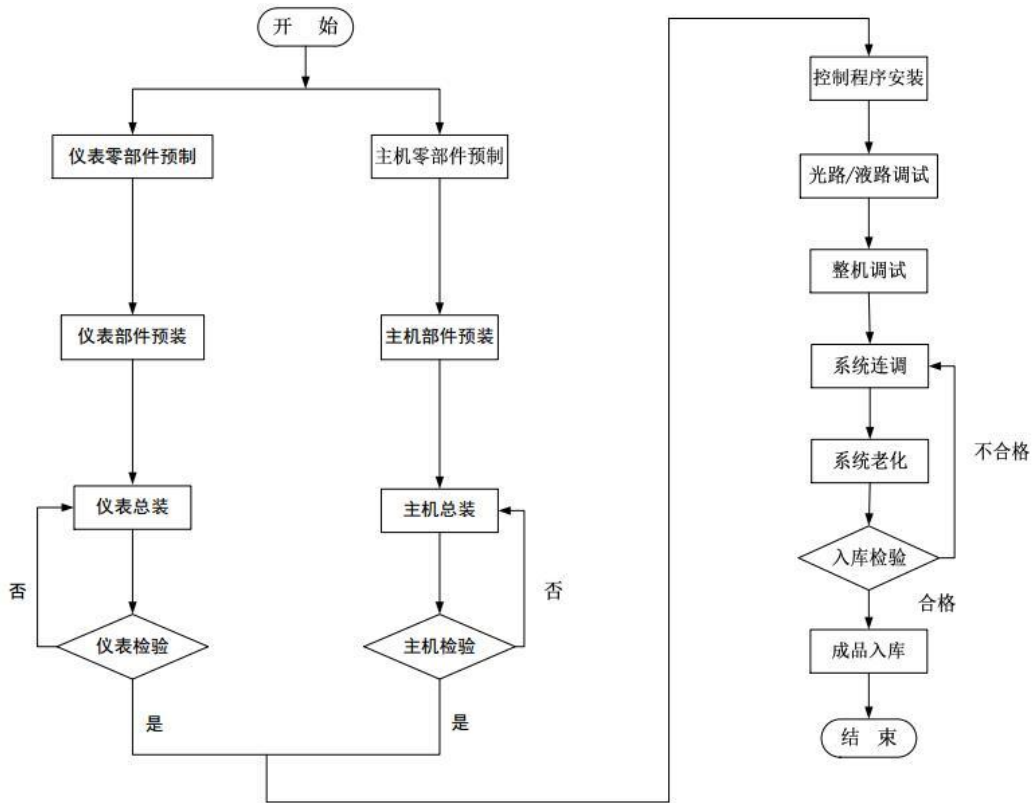 开 始
仪表零部件预制
主机零部件预制
仪表部件预装
主机部件预装
仪表总装
主机总装
否
否
仪表检验
主机检验
是
是
控制程序安装
光路/液路调试
整机调试
系统连调
不合格
系统老化
入库检验
合格
成品入库
结 束